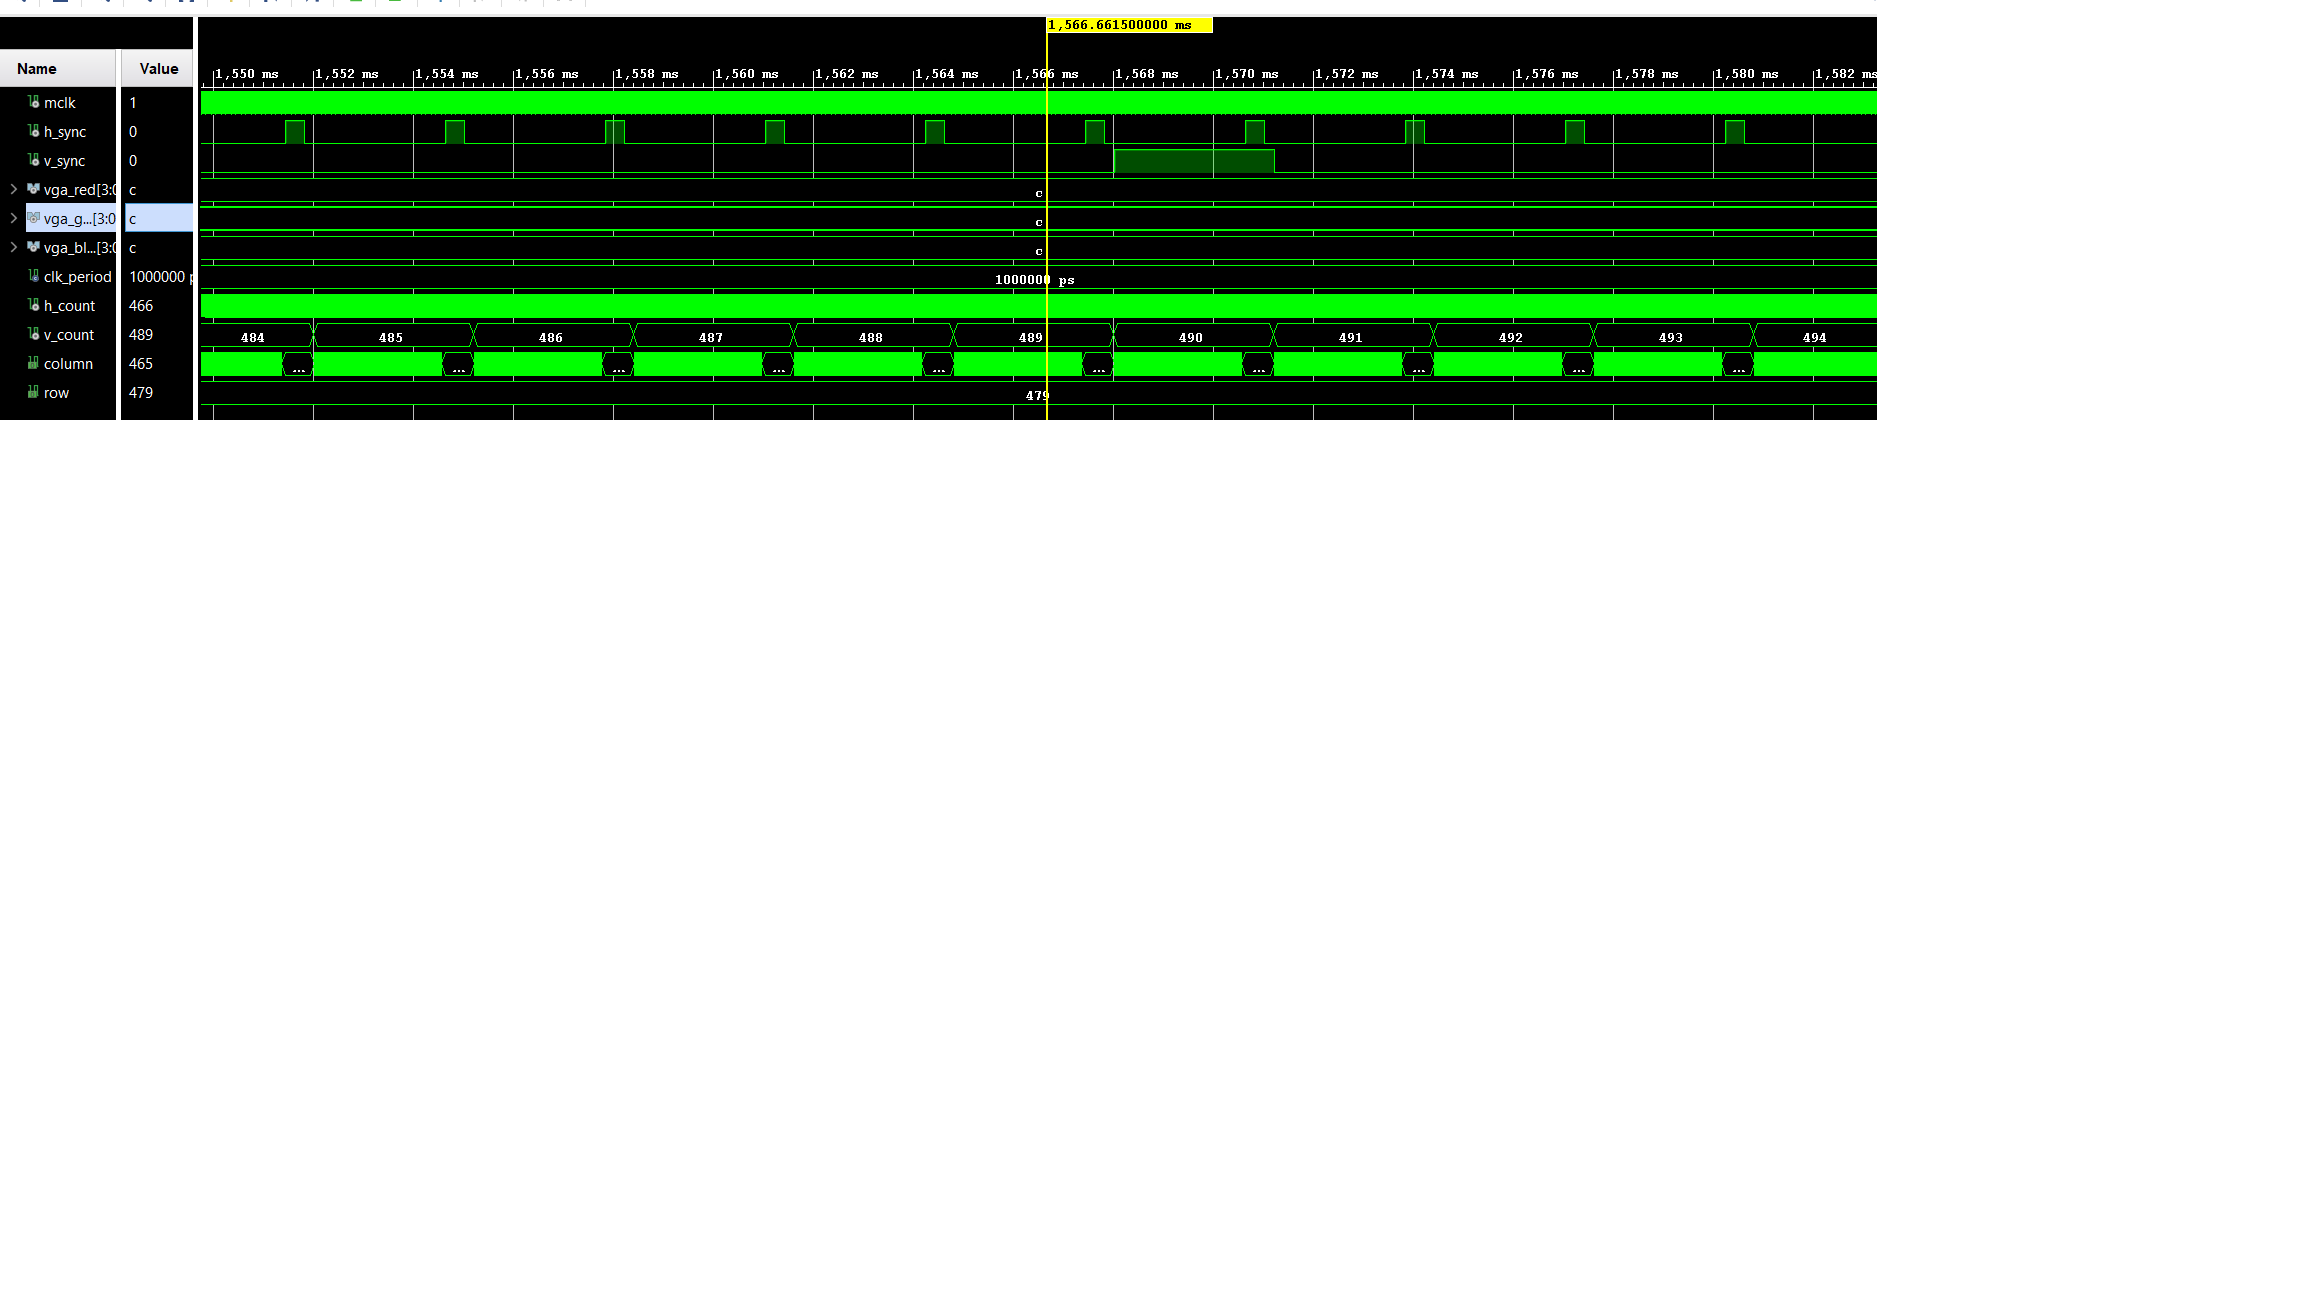 1,566.661500000 ms
Name Value
1,550 ms 1,552 ms 1,554 ms 1,556 ms 1,558 ms 1,560 ms 1,562 ms 1,564 ms 1,566 ms 1,568 ms 1,570 ms 1,572 ms 1,574 ms 1,576 ms 1,578 ms 1,580 ms 1,582 ms
mclk 1
h_sync 0
v_sync 0
vga_red[3:0 c c
vga_g...[3:0 c c
vga_bl...[3:0 c c
clk_period 1000000 p 1000000 ps
h_count 466
v_count 489 484 485 486 487 488 489 490 491 492 493 494
column 465 ... ... ... ... ... ... ... ... ... ...
row 479 479